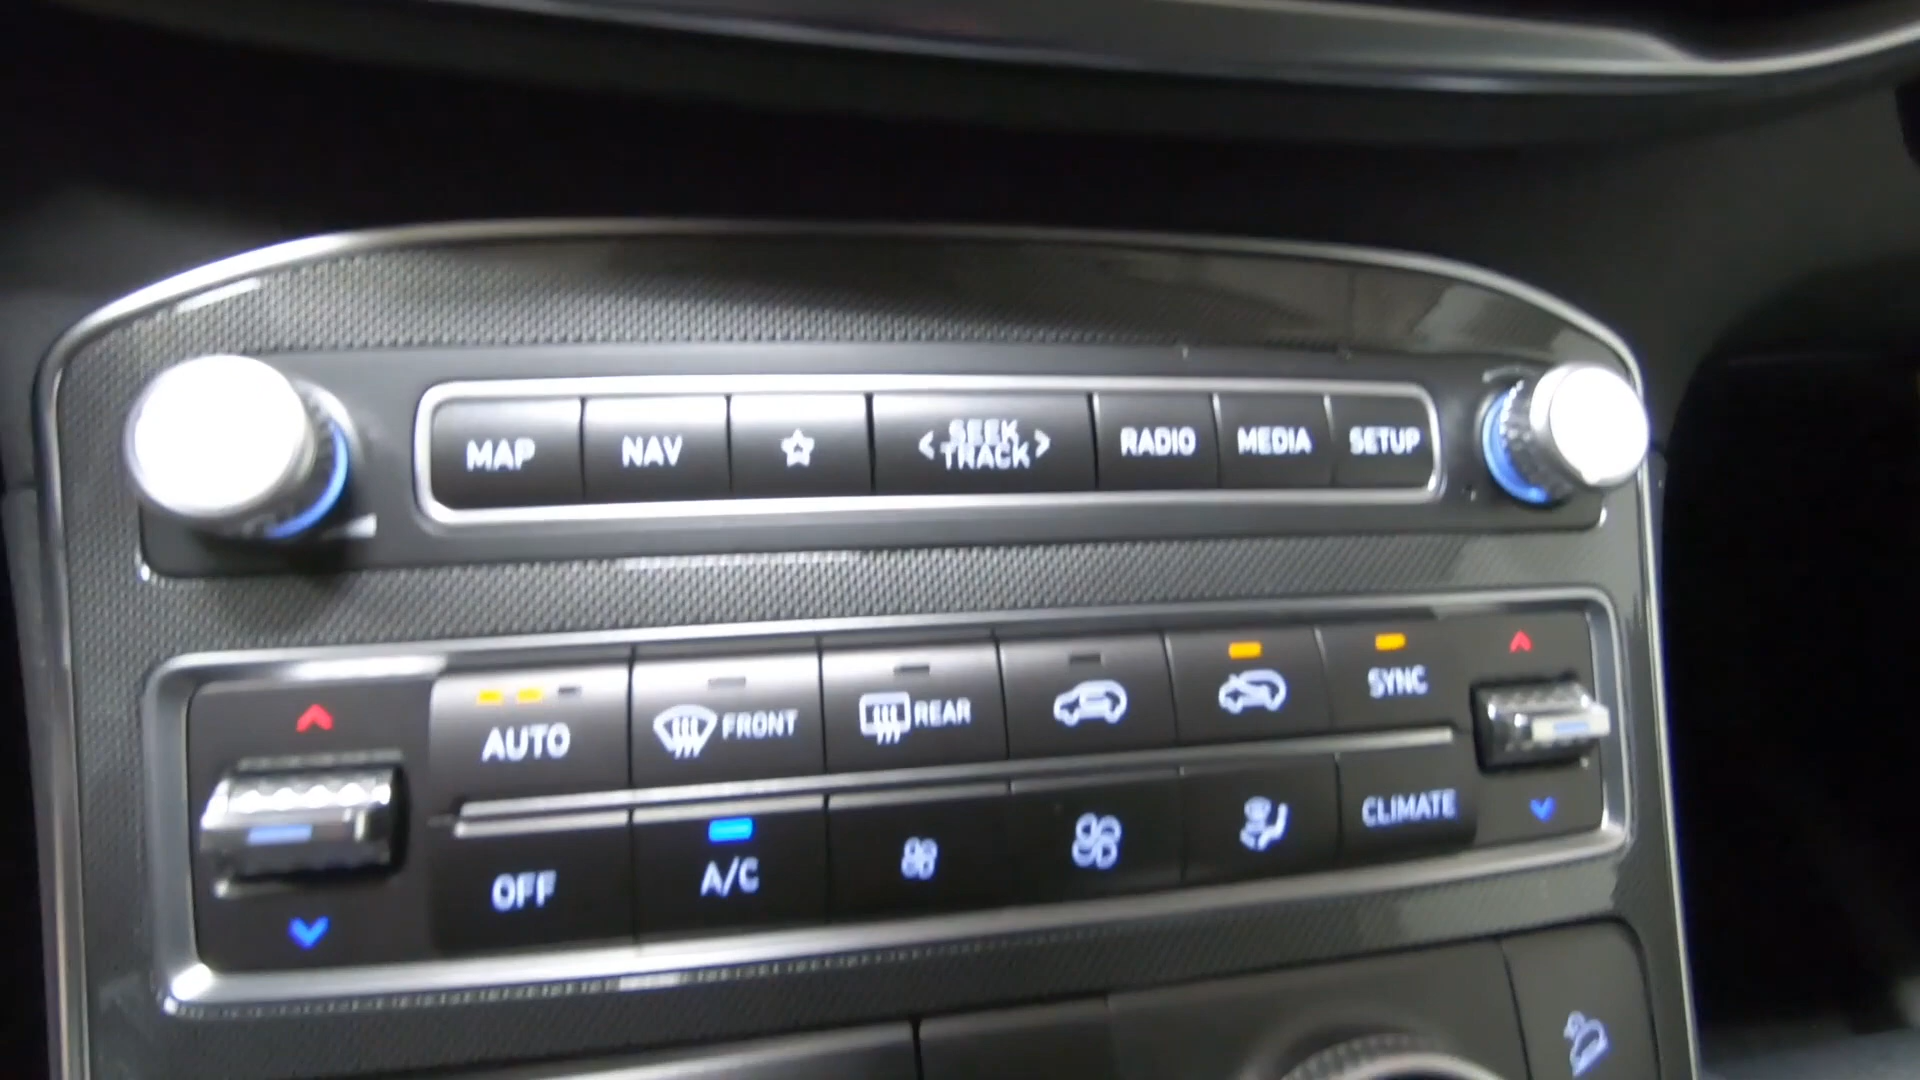 MAP NAV SEEK RADIO MEDIA SETUP
TRACK
AUTO FRONT REAR SYNC
OFF A/C CLIMATE